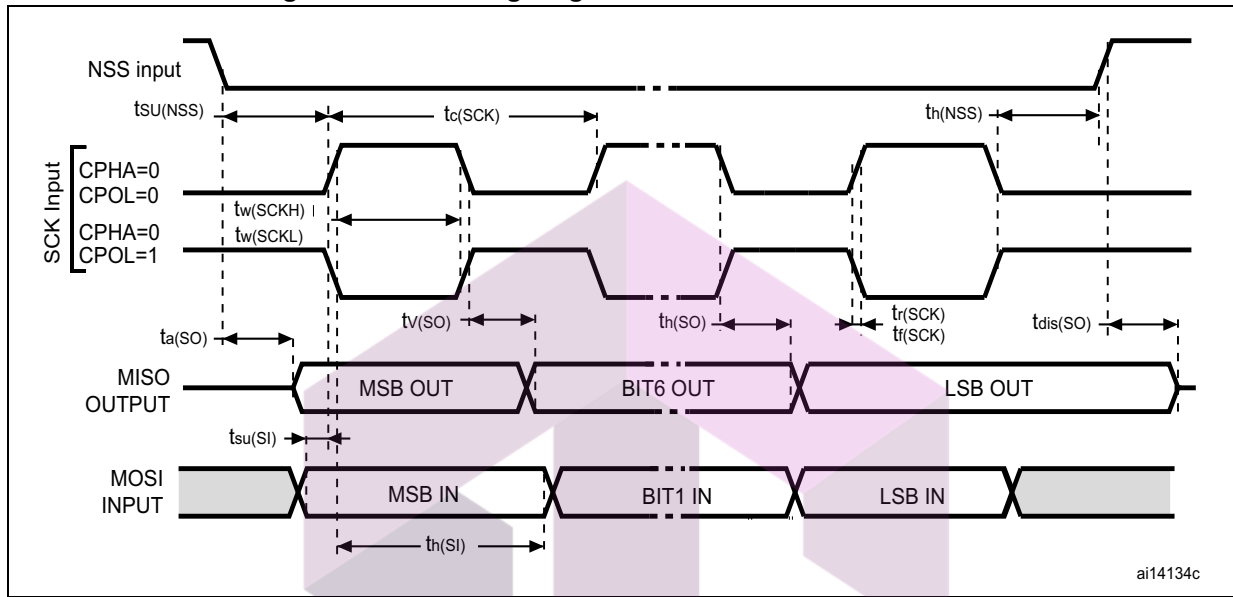 NSS input
tSU(NSS)
tc(SCK)
th(NSS)
SCK Input
CPHA=0
CPOL=0
tw(SCKH)
tw(SCKL)
CPHA=0
CPOL=1
ta(SO)
tV(SO)
th(SO)
tr(SCK)
tf(SCK)
tdis(SO)
MISO
OUTPUT
MSB OUT
BIT6 OUT
LSB OUT
tsu(SI)
MOSI
INPUT
MSB IN
BIT1 IN
LSB IN
th(SI)
ai14134c